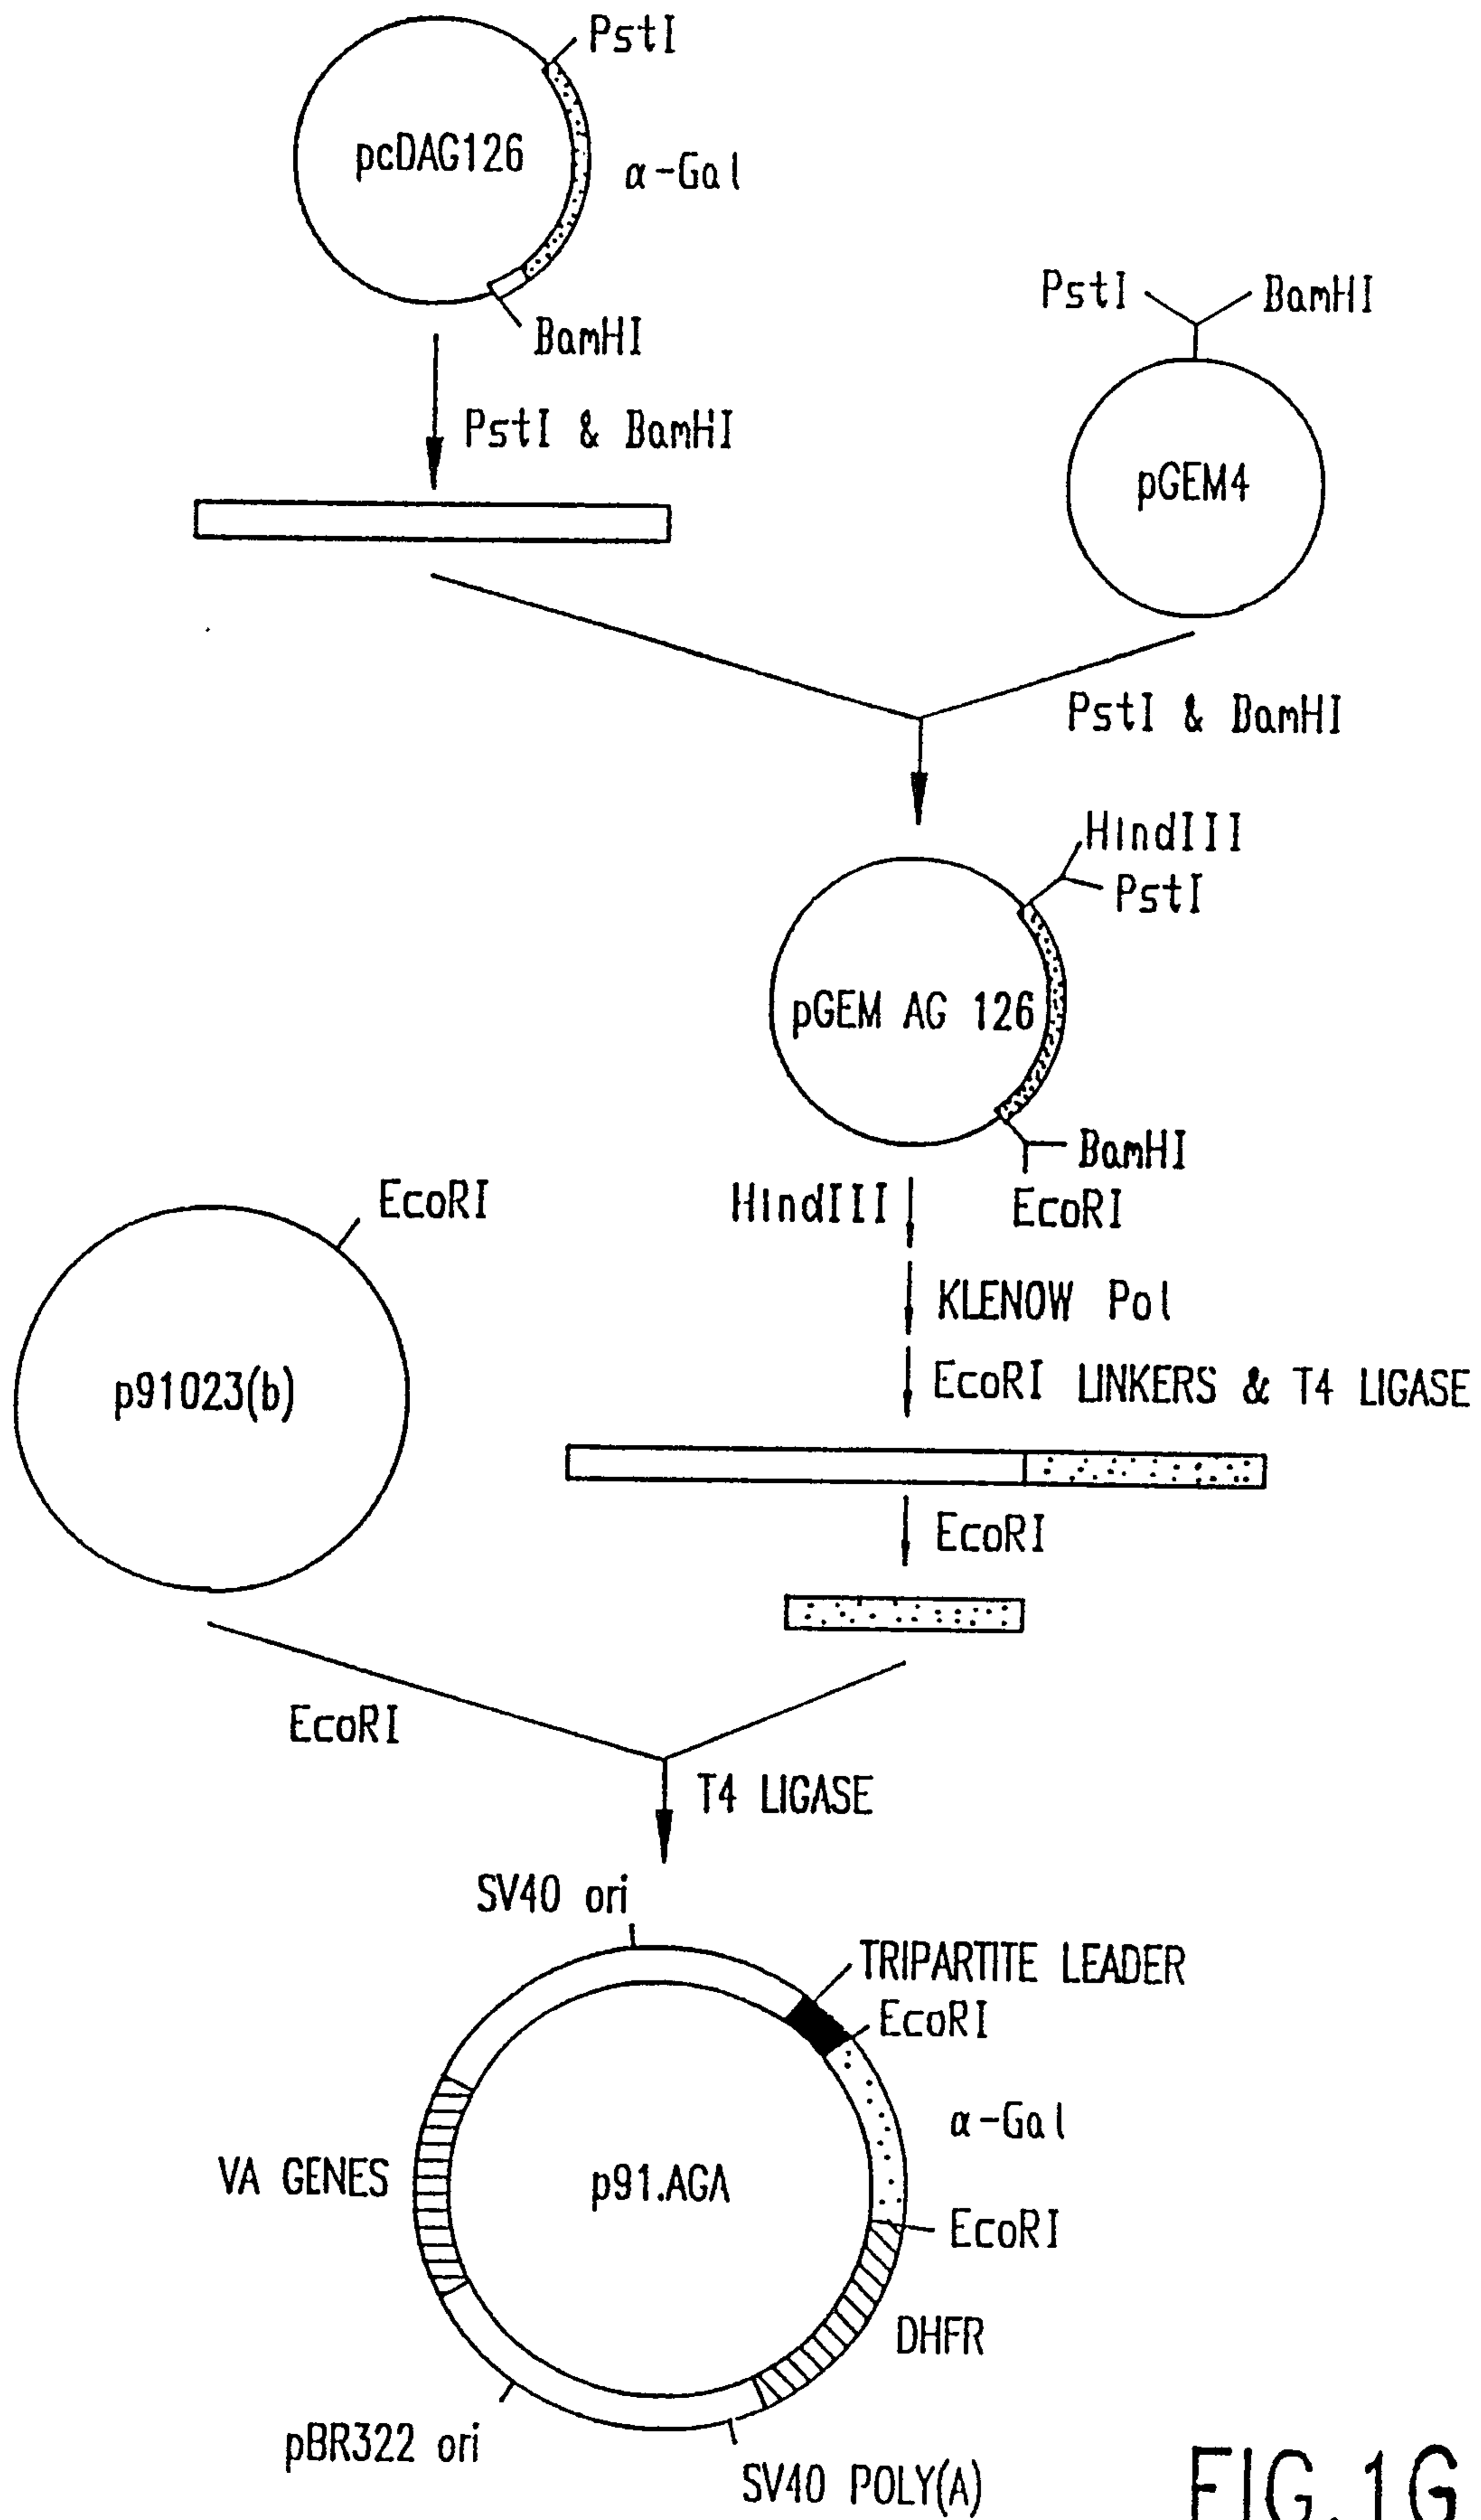 PstI
pcDAG126
α-Gal
BamHI
PstI BamHI
PstI & BamHI
pGEM4
PstI & BamHI
HindIII
PstI
pGEM AG 126
BamHI
EcoRI
HindIII
EcoRI
KLENOW Pol
p91023(b)
EcoRI LINKERS & T4 LIGASE
EcoRI
EcoRI
T4 LIGASE
SV40 ori
TRIPARTITE LEADER
EcoRI
α-Gal
VA GENES
p91.AGA
EcoRI
DHFR
pBR322 ori
SV40 POLY(A)
FIG.1G